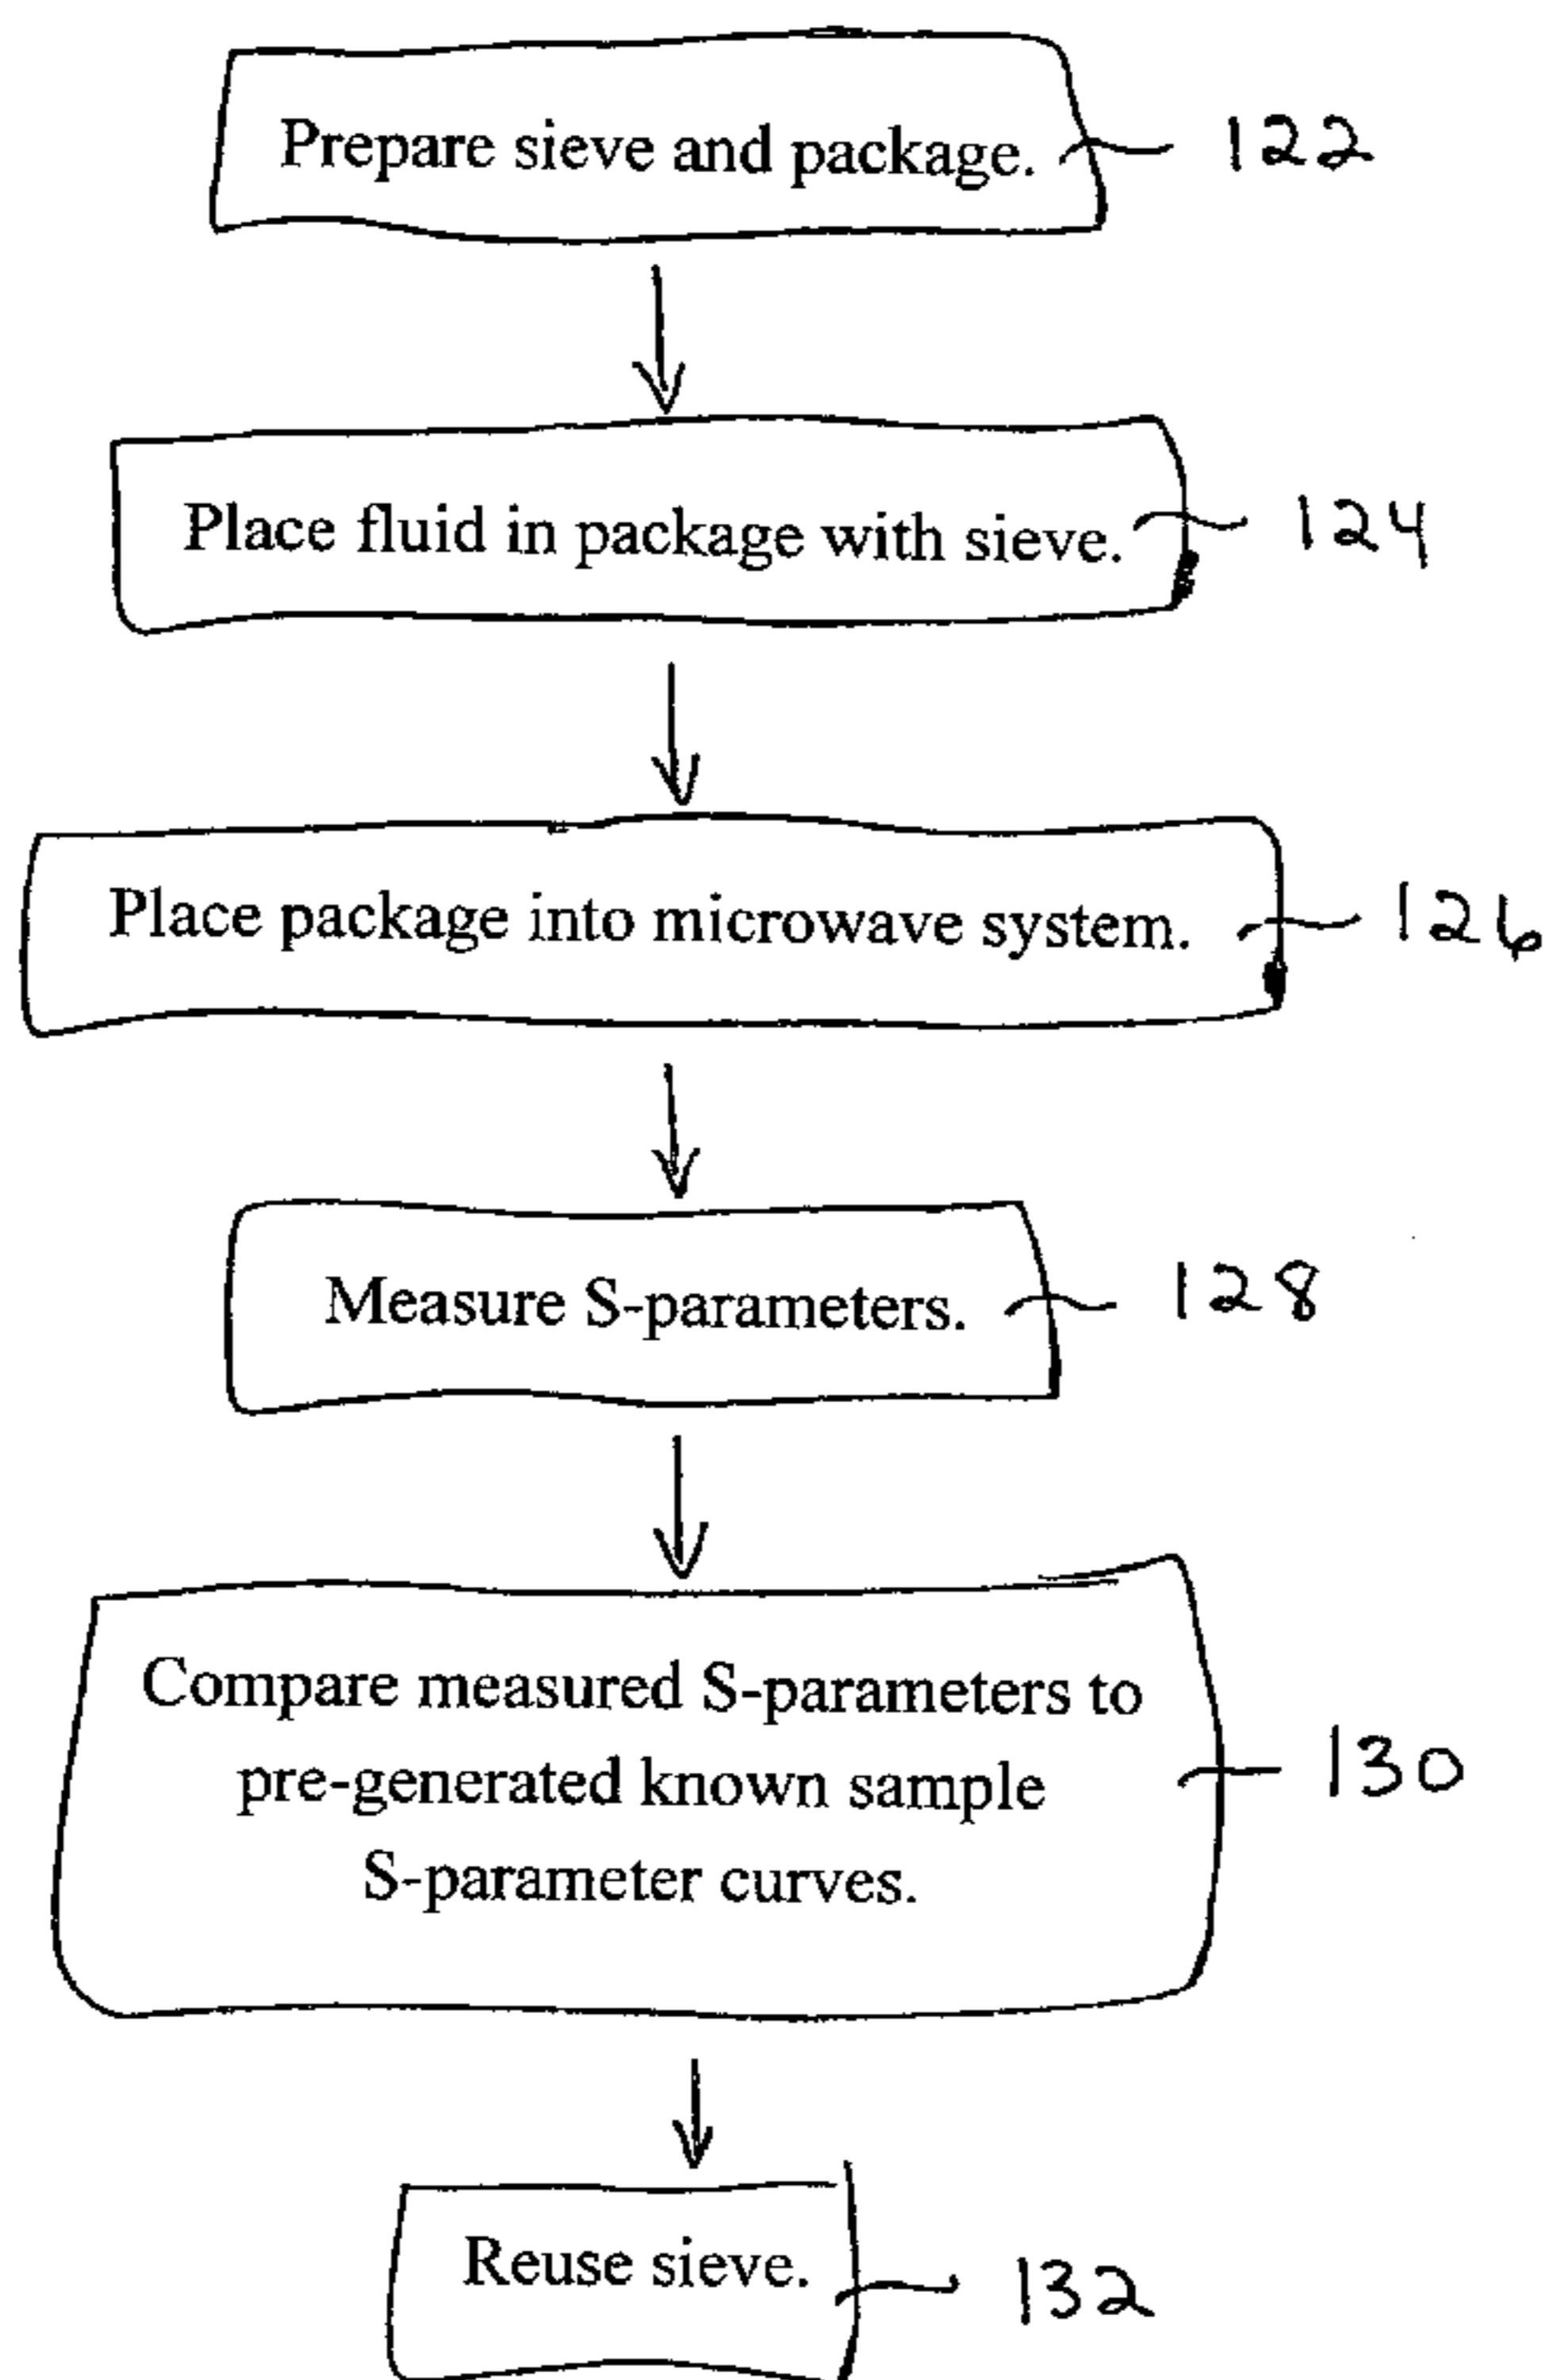 Prepare sieve and package. 122
Place fluid in package with sieve. 124
Place package into microwave system. 126
Measure S-parameters. 128
Compare measured S-parameters to
pre-generated known sample 130
S-parameter curves.
Reuse sieve. 132